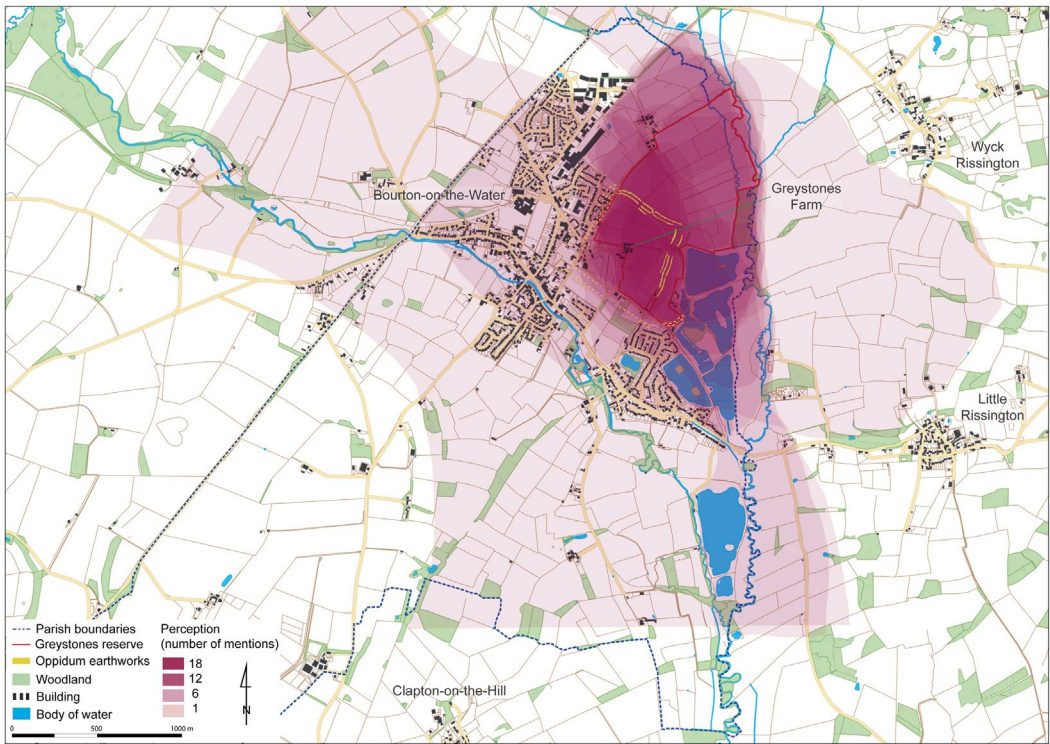 Wyck
Rissington
Bourton-on-the-Water
Greystones
Farm
Little
Rissington
Clapton-on-the-Hill
Parish boundaries
Greystones reserve
Oppidum earthworks
Woodland
Building
Body of water
0 500 1000 m
Perception
(number of mentions)
18
12
6
1
N